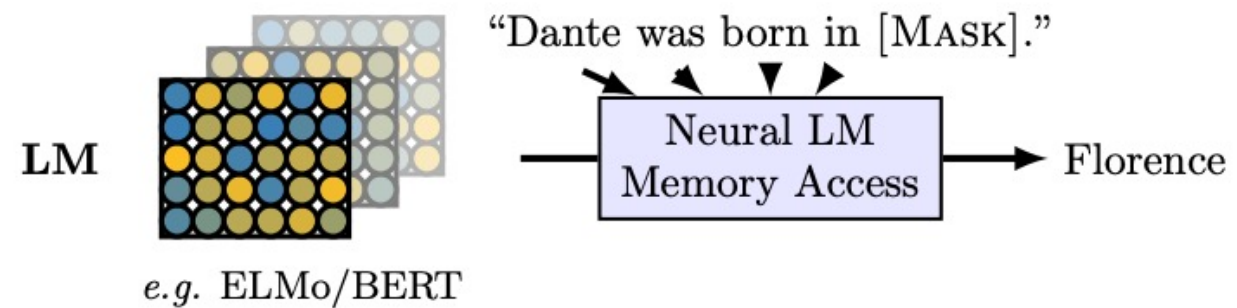 “Dante was born in [MASK].”
LM
Neural LM
Memory Access
Florence
e.g. ELMo/BERT